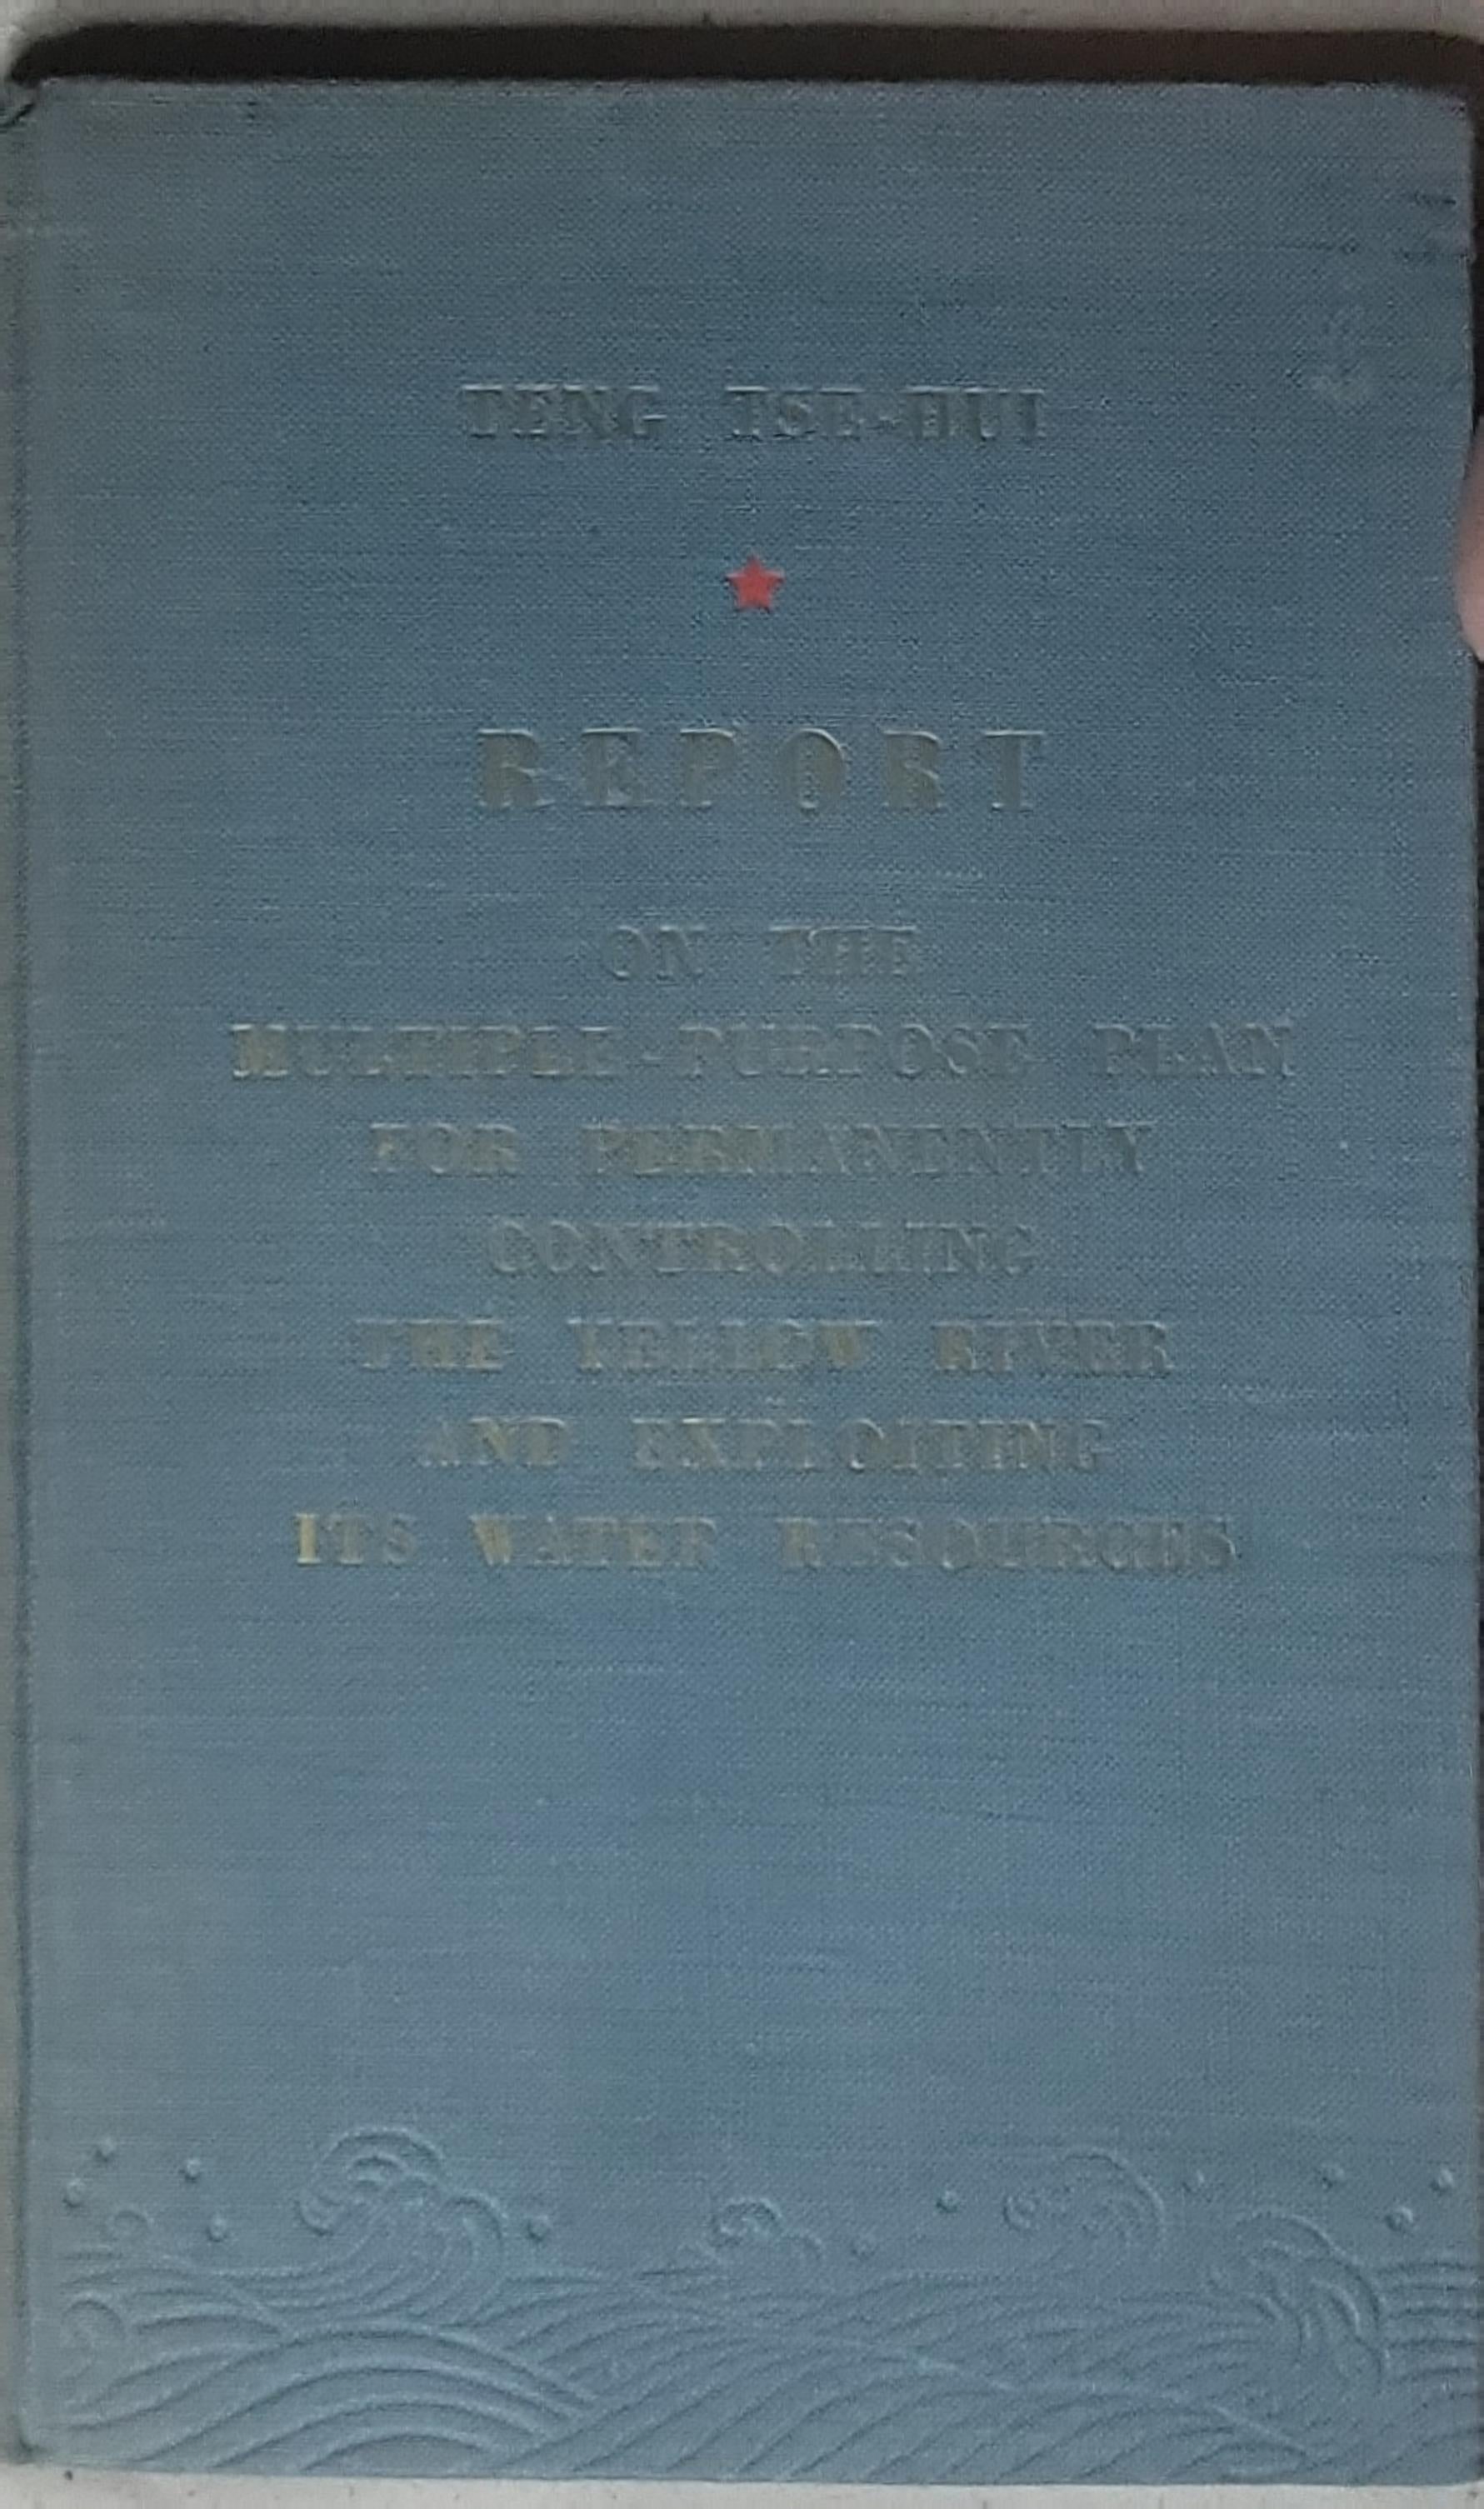 TENG TSE-HUI
REPORT
ON THE
MULTIPLE-PURPOSE PLAN
FOR PERMANENTLY
CONTROLLING
THE YELLOW RIVER
AND EXPLOITING
ITS WATER RESOURCES